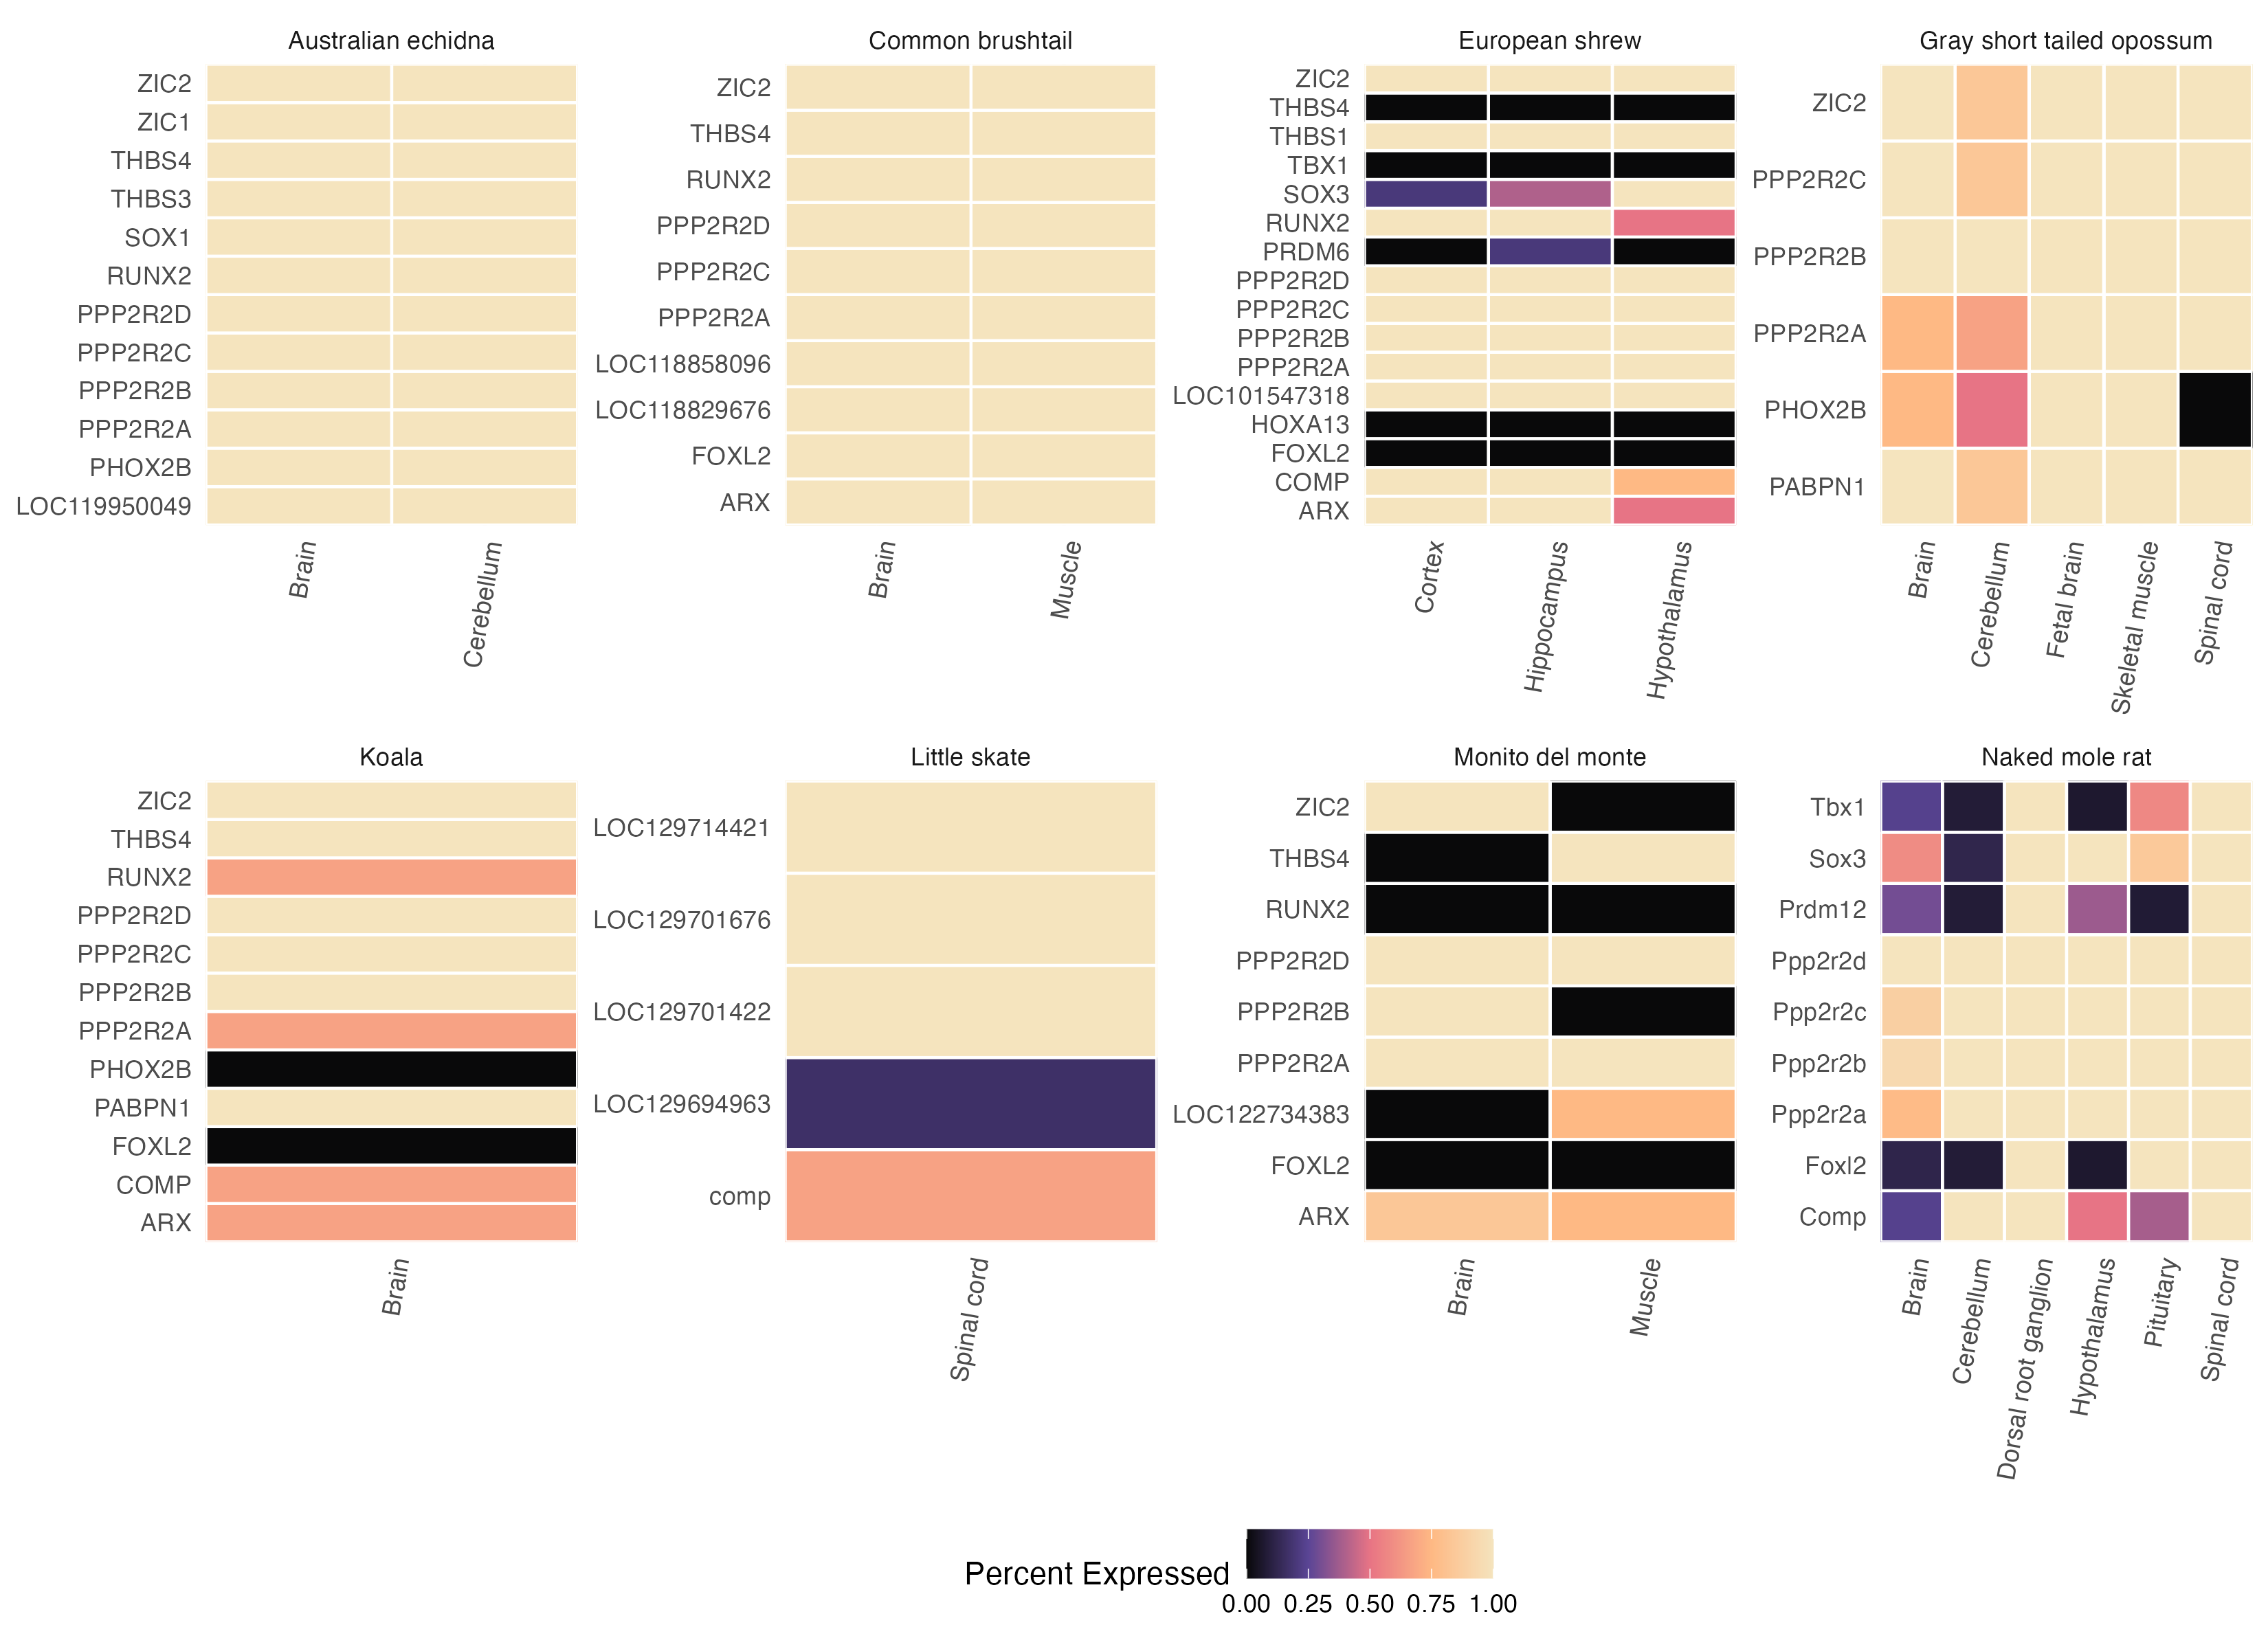 Australian echidna
ZIC2
ZIC1
THBS4
THBS3
SOX1
RUNX2
PPP2R2D
PPP2R2C
PPP2R2B
PPP2R2A
PHOX2B
LOC119950049
Brain
Cerebellum
Common brushtail
ZIC2
THBS4
RUNX2
PPP2R2D
PPP2R2C
PPP2R2A
LOC118858096
LOC118829676
FOXL2
ARX
Brain
Muscle
European shrew
ZIC2
THBS4
THBS1
TBX1
SOX3
RUNX2
PRDM6
PPP2R2D
PPP2R2C
PPP2R2B
PPP2R2A
LOC101547318
HOXA13
FOXL2
COMP
ARX
Cortex
Hippocampus
Hypothalamus
Gray short tailed opossum
ZIC2
PPP2R2C
PPP2R2B
PPP2R2A
PHOX2B
PABPN1
Brain
Cerebellum
Fetal brain
Skeletal muscle
Spinal cord
Koala
ZIC2
THBS4
RUNX2
PPP2R2D
PPP2R2C
PPP2R2B
PPP2R2A
PHOX2B
PABPN1
FOXL2
COMP
ARX
Brain
Little skate
LOC129714421
LOC129701676
LOC129701422
LOC129694963
comp
Spinal cord
Monito del monte
ZIC2
THBS4
RUNX2
PPP2R2D
PPP2R2B
PPP2R2A
LOC122734383
FOXL2
ARX
Brain
Muscle
Naked mole rat
Tbx1
Sox3
Prdm12
Ppp2r2d
Ppp2r2c
Ppp2r2b
Ppp2r2a
Foxl2
Comp
Brain
Cerebellum
Dorsal root ganglion
Hypothalamus
Pituitary
Spinal cord
Percent Expressed
0.00 0.25 0.50 0.75 1.00